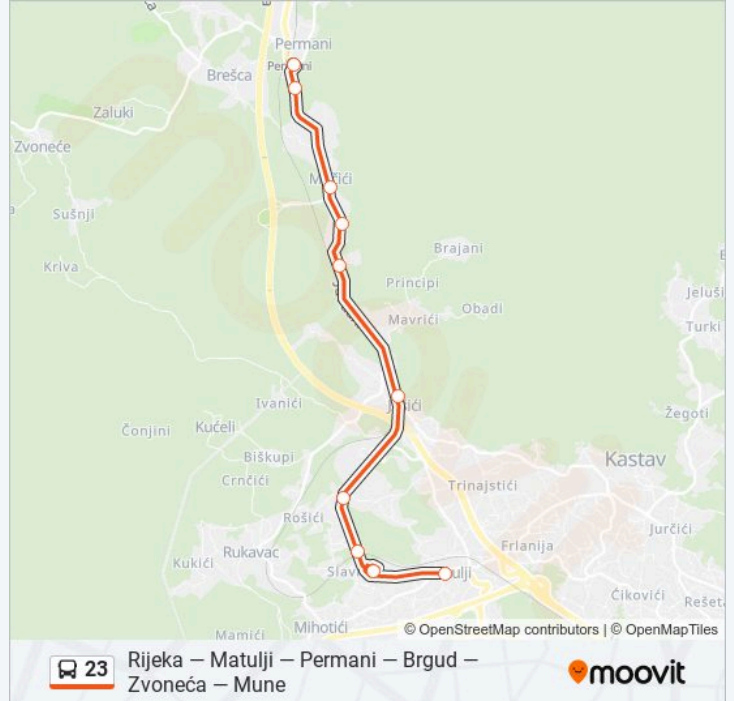 Permani
Brešca
Zaluki
Zvoneće
Sušnji
Brajani
Kriva
Principi
Obadi
Jeluši
Mavrići
Turki
Ivanići
Žegoti
Čonjini
Kućeli
Biškupi
Kastav
Crnčići
Trinajstići
Rošići
Jurčići
Frlanija
Rukavac
Kukići
Čikovići
Mihotići
Mamići
© OpenStreetMap contributors | © OpenMapTiles
23
Rijeka — Matulji — Permani — Brgud —
Zvoneća — Mune
moovit